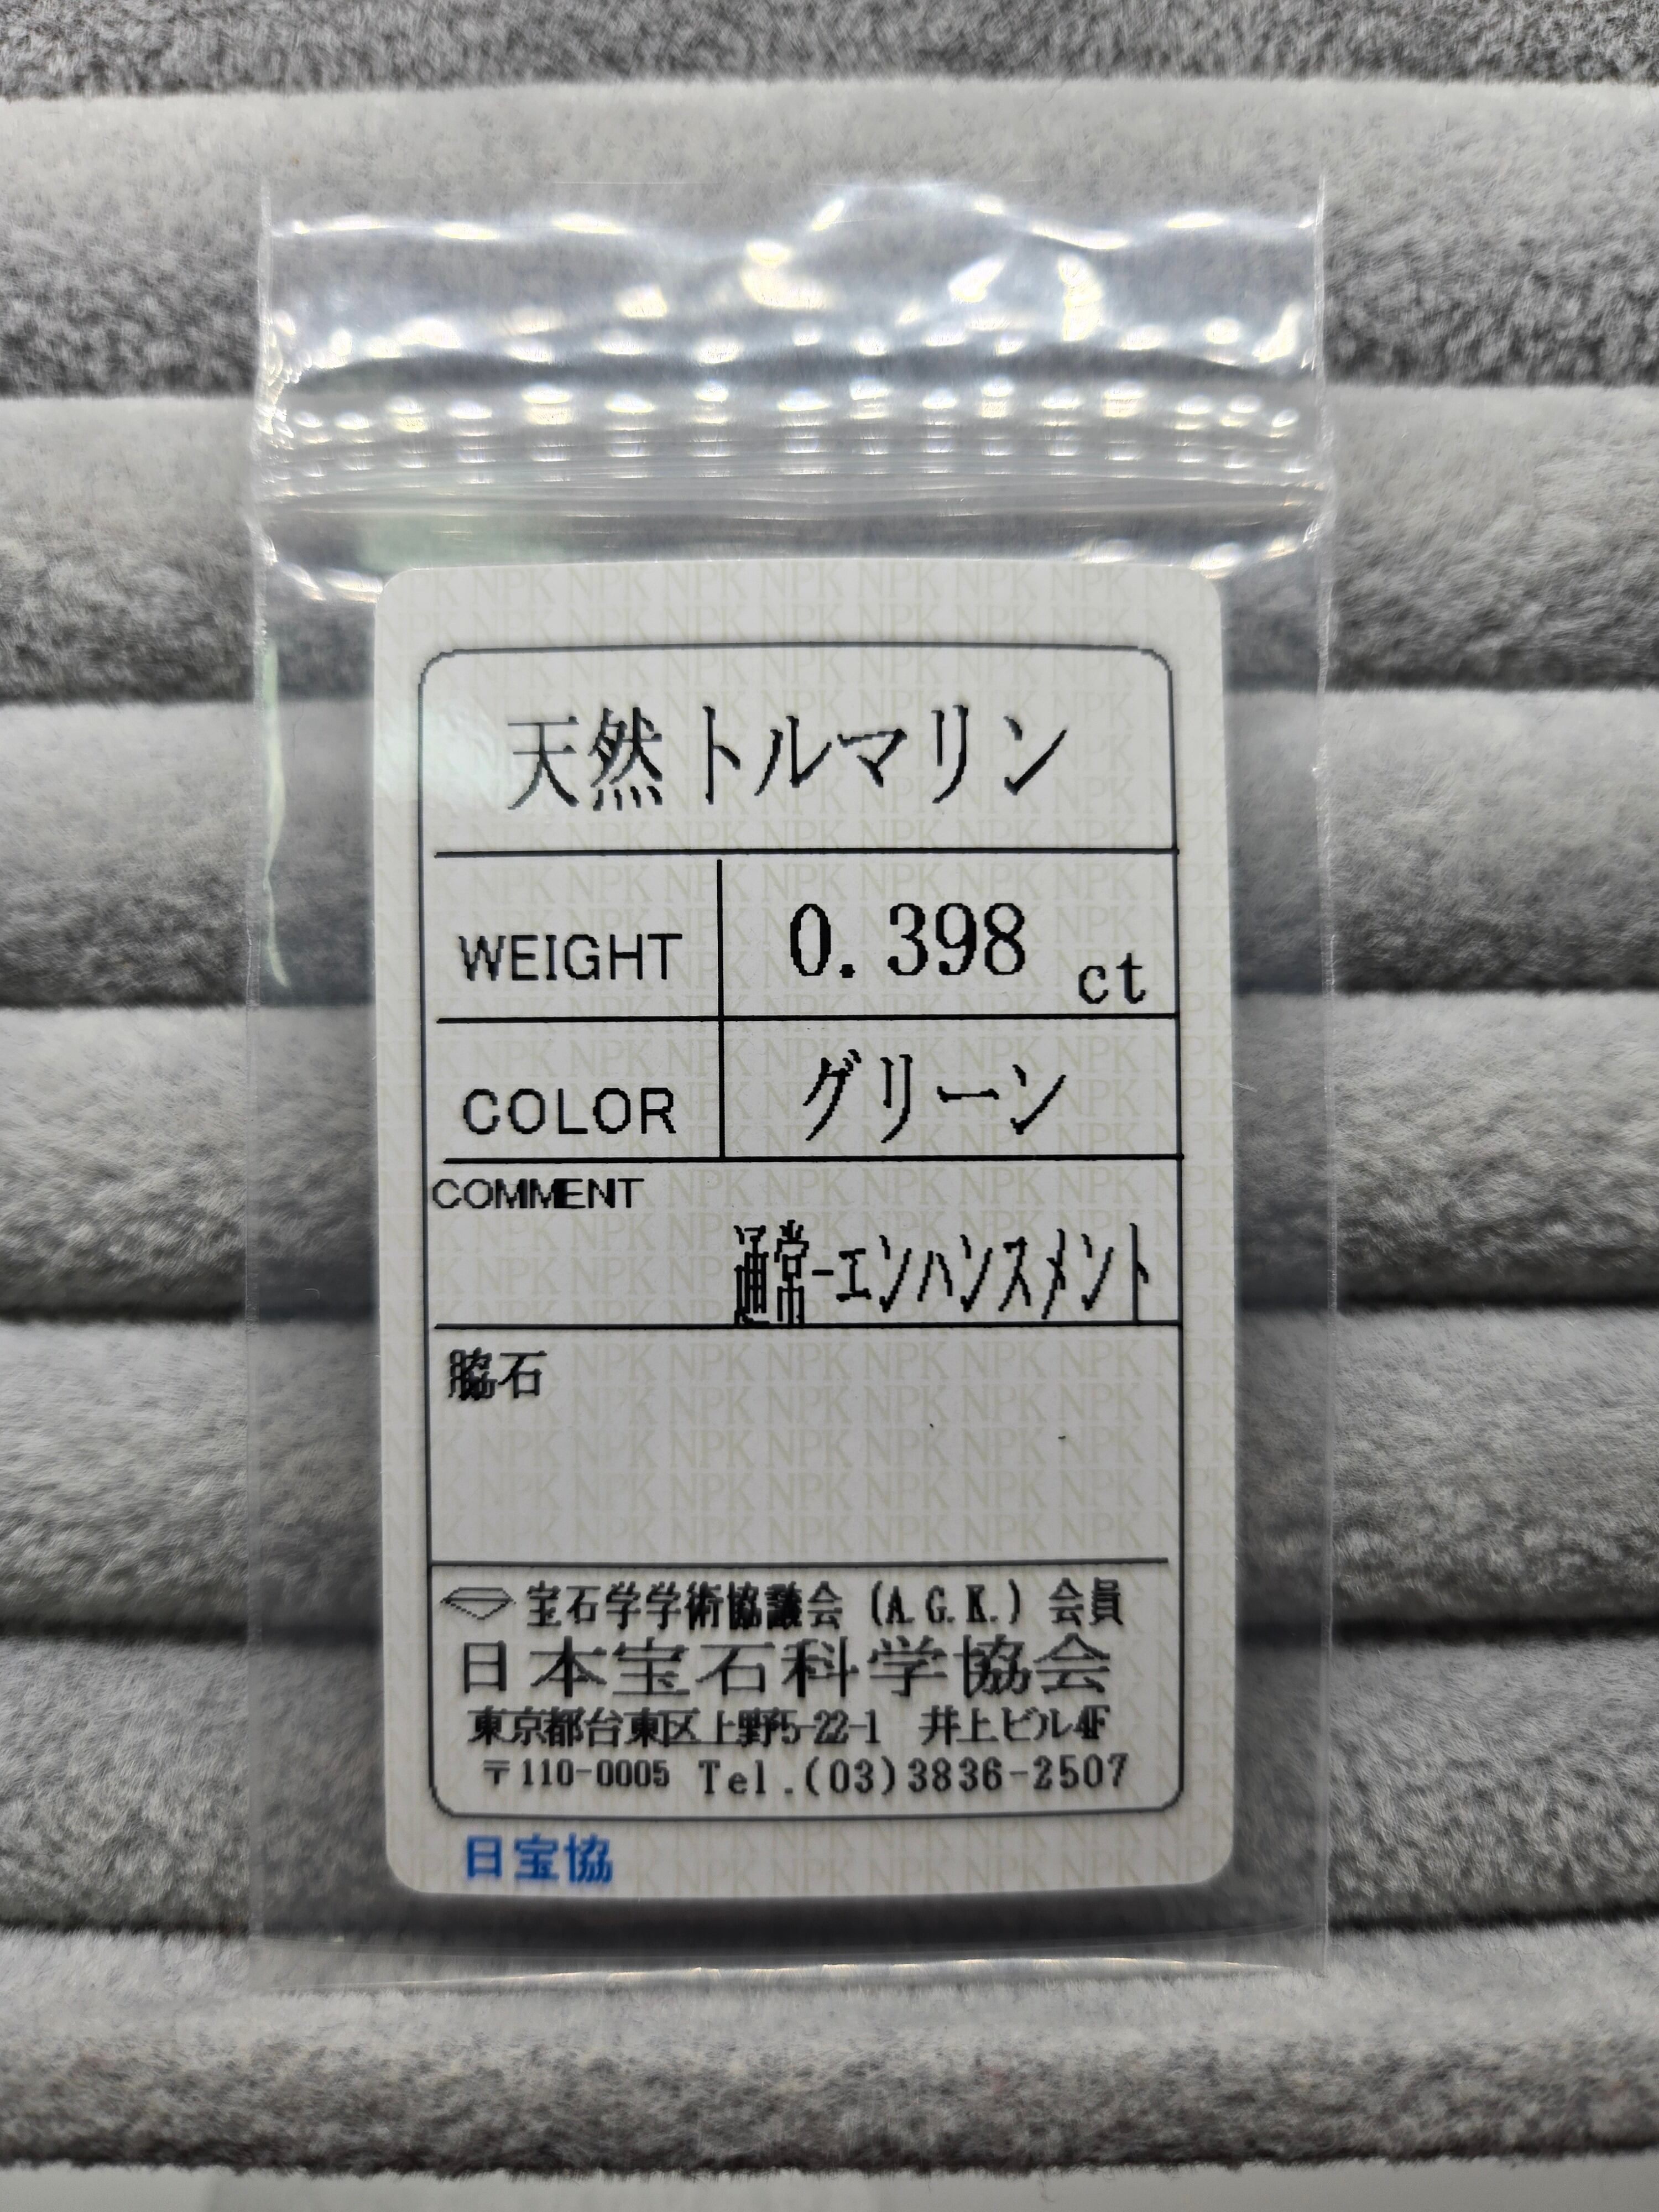 天然トルマリン
WEIGHT 0.398 ct
COLOR グリーン
COMMENT
通常-エンハンスメント
脇石
宝石学学術協議会 (A.G.K.) 会員
日本宝石科学協会
東京都台東区上野5-22-1 井上ビル4F
〒110-0005 Tel.(03)3836-2507
日宝協